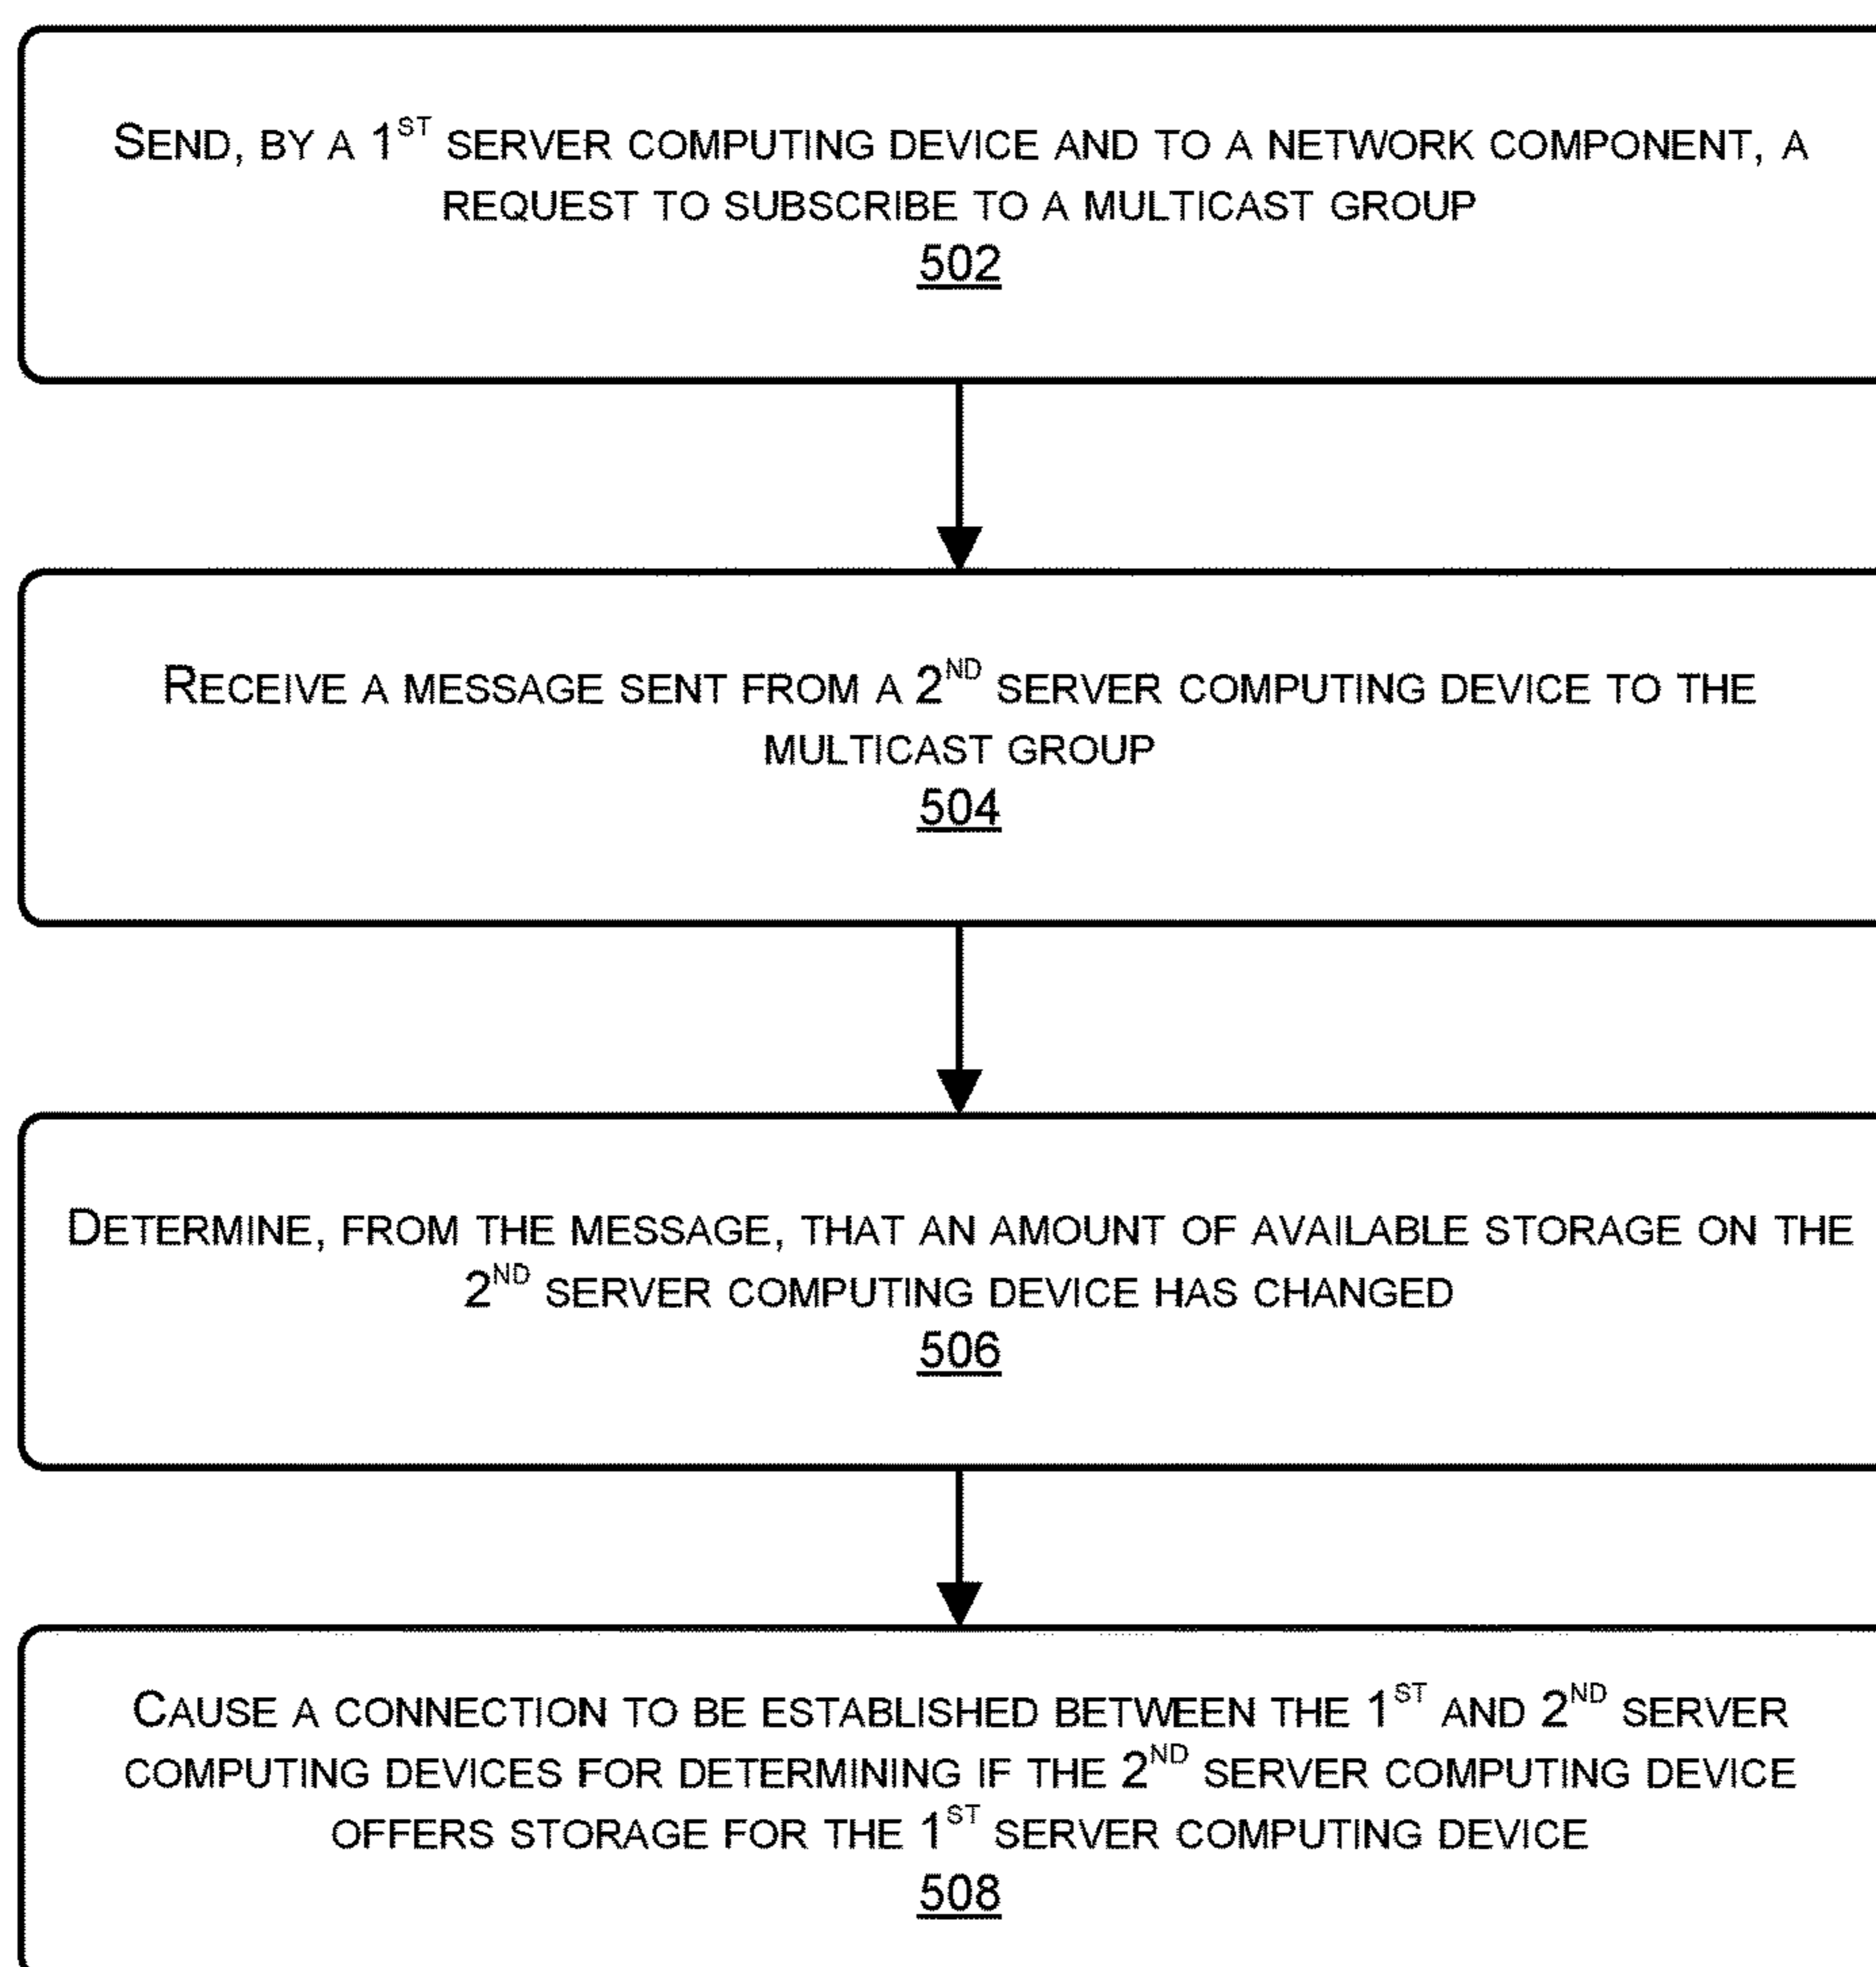 SEND, BY A 1ST SERVER COMPUTING DEVICE AND TO A NETWORK COMPONENT, A
REQUEST TO SUBSCRIBE TO A MULTICAST GROUP
502
RECEIVE A MESSAGE SENT FROM A 2ND SERVER COMPUTING DEVICE TO THE
MULTICAST GROUP
504
DETERMINE, FROM THE MESSAGE, THAT AN AMOUNT OF AVAILABLE STORAGE ON THE
2ND SERVER COMPUTING DEVICE HAS CHANGED
506
CAUSE A CONNECTION TO BE ESTABLISHED BETWEEN THE 1ST AND 2ND SERVER
COMPUTING DEVICES FOR DETERMINING IF THE 2ND SERVER COMPUTING DEVICE
OFFERS STORAGE FOR THE 1ST SERVER COMPUTING DEVICE
508